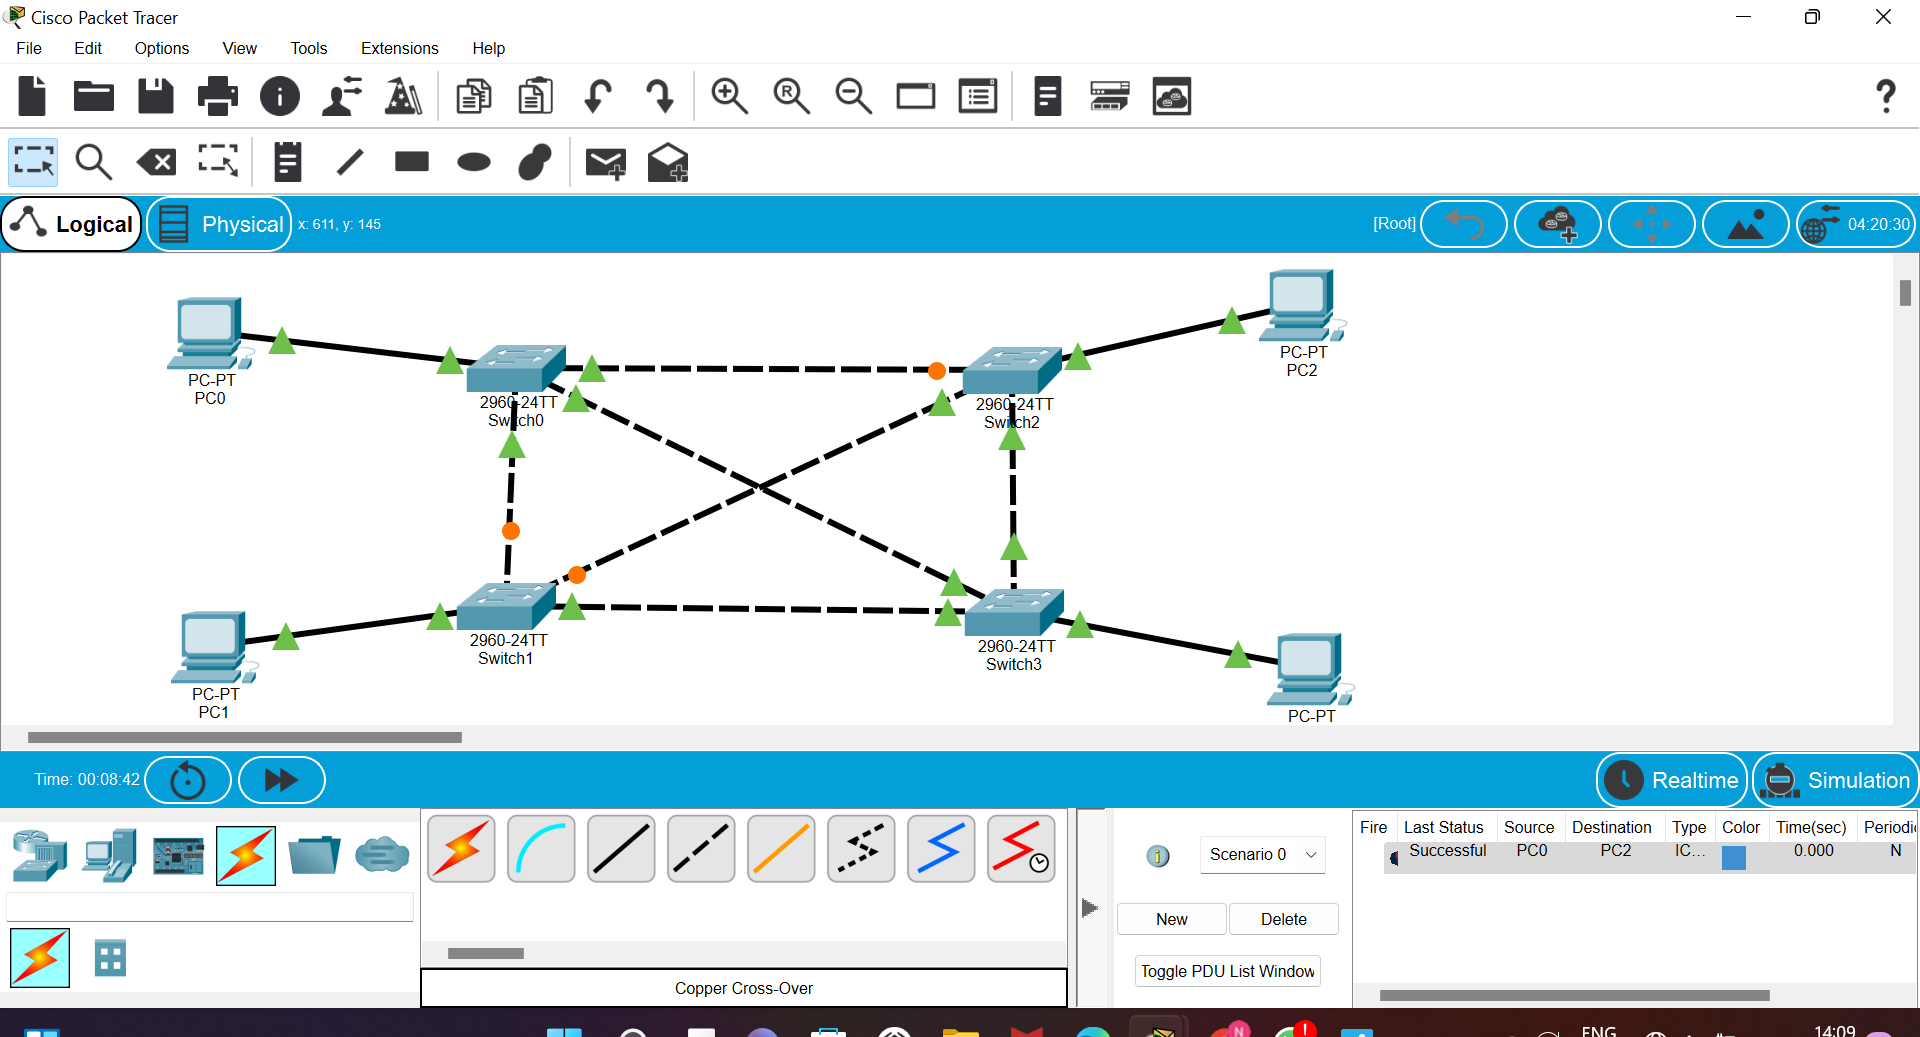 Cisco Packet Tracer
File Edit Options View Tools Extensions Help
Logical Physical x: 611, y: 145 [Root] 04:20:30
PC-PT
PC0
2960-24TT
Switch0
2960-24TT
Switch2
PC-PT
PC2
PC-PT
PC1
2960-24TT
Switch1
2960-24TT
Switch3
PC-PT
Time: 00:08:42 Realtime Simulation
Scenario 0
New Delete
Toggle PDU List Window
Copper Cross-Over
Fire Last Status Source Destination Type Color Time(sec) Periodi
Successful PC0 PC2 IC... 0.000 N
ENG 14:09